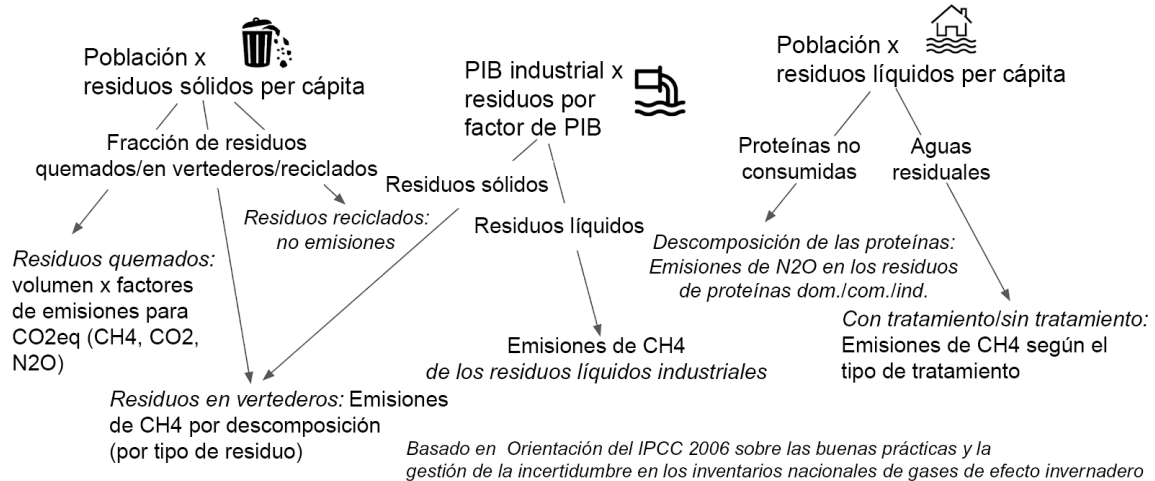 Población x
residuos sólidos per cápita
Fracción de residuos
quemados/en vertederos/reciclados
Residuos reciclados:
no emisiones
Residuos quemados:
volumen x factores
de emisiones para
CO2eq (CH4, CO2,
N2O)
Residuos en vertederos: Emisiones
de CH4 por descomposición
(por tipo de residuo)
PIB industrial x
residuos por
factor de PIB
Residuos sólidos
Residuos líquidos
Emisiones de CH4
de los residuos líquidos industriales
Población x
residuos líquidos per cápita
Proteínas no
consumidas
Aguas
residuales
Descomposición de las proteínas:
Emisiones de N2O en los residuos
de proteínas dom./com./ind.
Con tratamiento/sin tratamiento:
Emisiones de CH4 según el
tipo de tratamiento
Basado en Orientación del IPCC 2006 sobre las buenas prácticas y la
gestión de la incertidumbre en los inventarios nacionales de gases de efecto invernadero